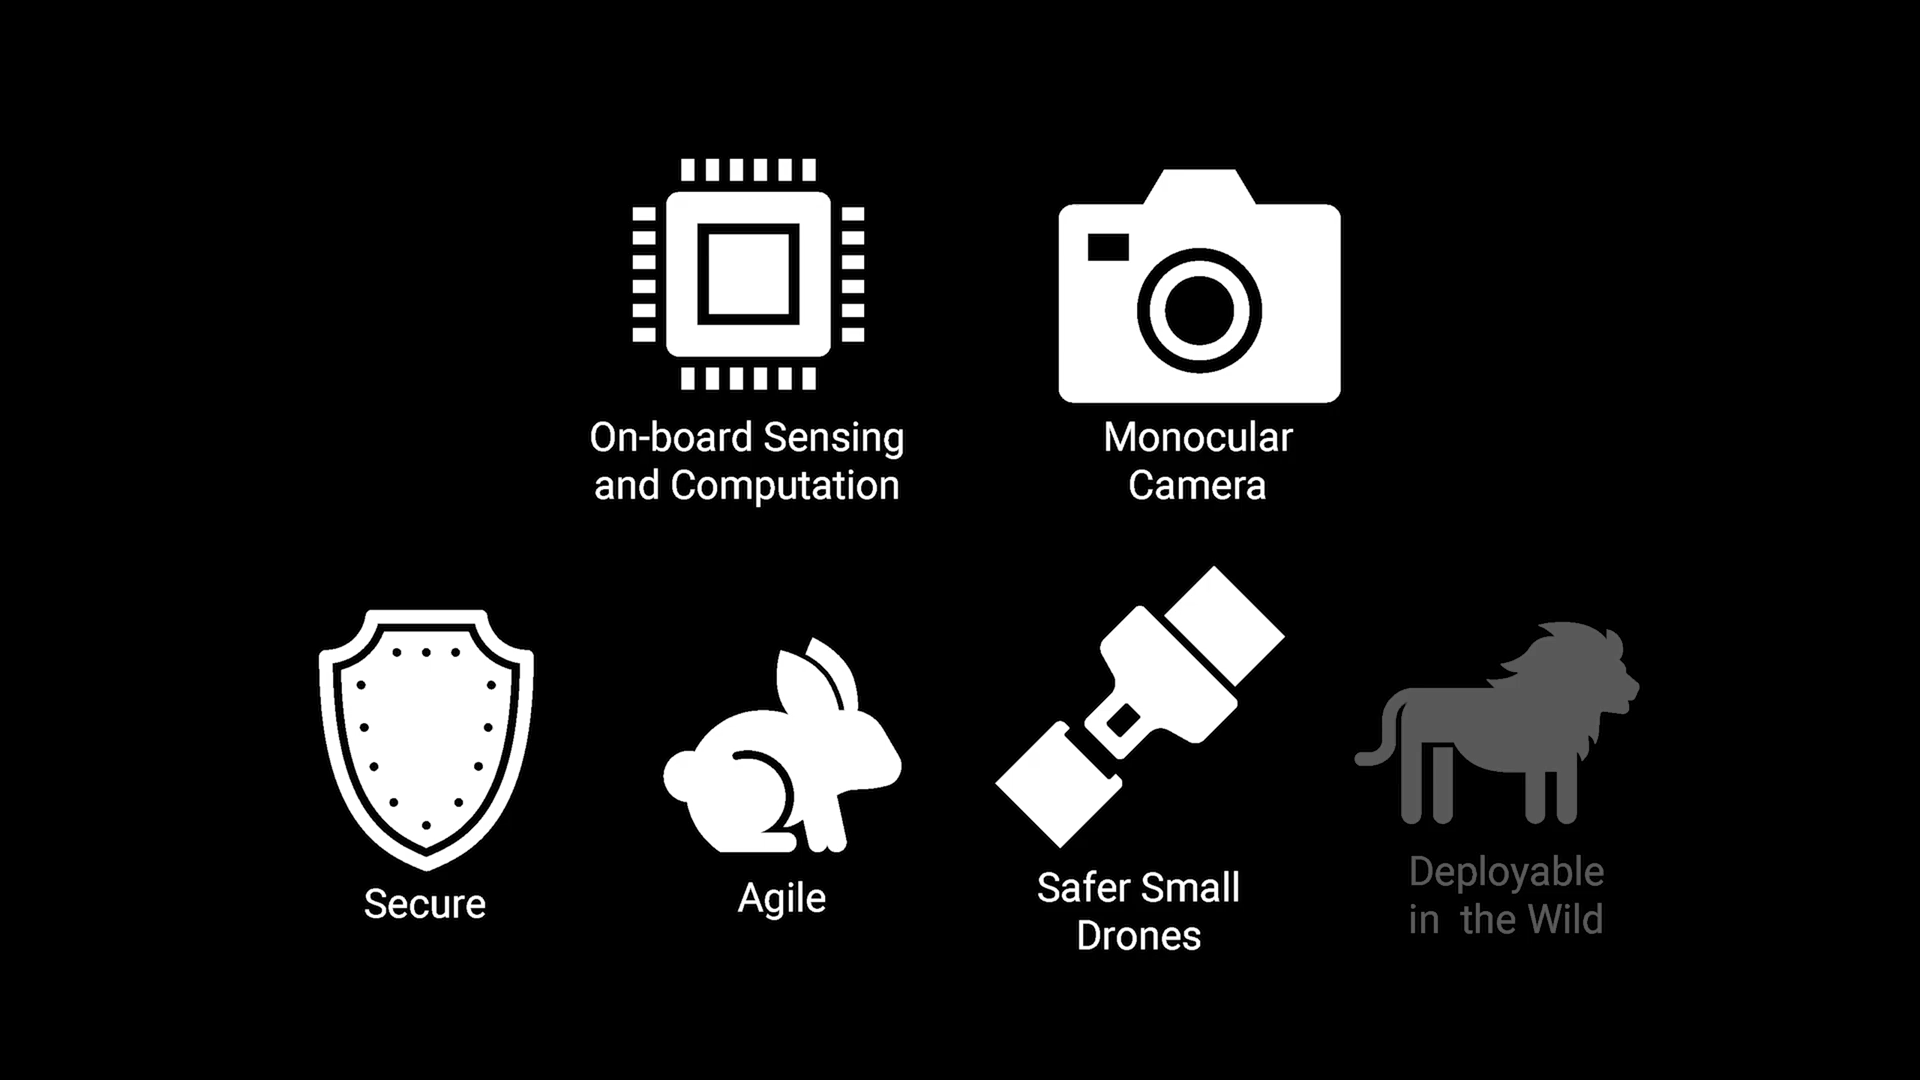 On-board Sensing
and Computation
Monocular
Camera
Secure
Agile
Safer Small
Drones
Deployable
in  the Wild